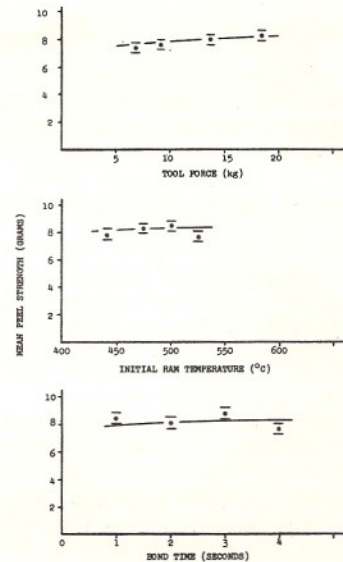 10
8
6
4
2
5 10 15 20
TOOL FORCE (kg)
MEAN PEEL STRENGTH (GRAMS)
10
8
6
4
2
400 450 500 550 600
INITIAL RAM TEMPERATURE (°C)
8
6
4
2
0 1 2 3 4
BOND TIME (SECONDS)